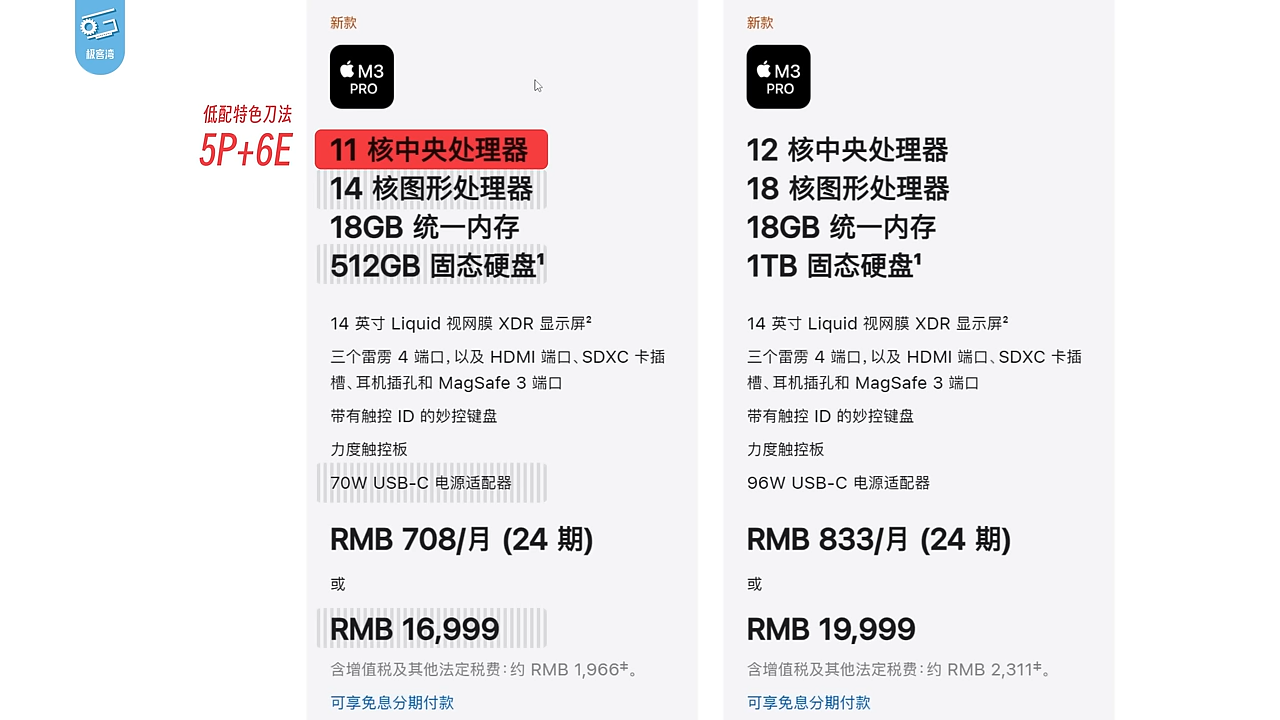 极客湾
低配特色刀法
5P+6E
新款
M3
PRO
11 核中央处理器
14 核图形处理器
18GB 统一内存
512GB 固态硬盘¹
14 英寸 Liquid 视网膜 XDR 显示屏²
三个雷雳 4 端口，以及 HDMI 端口、SDXC 卡插
槽、耳机插孔和 MagSafe 3 端口
带有触控 ID 的妙控键盘
力度触控板
70W USB-C 电源适配器
RMB 708/月 (24 期)
或
RMB 16,999
含增值税及其他法定税费：约 RMB 1,966⧧。
可享免息分期付款
新款
M3
PRO
12 核中央处理器
18 核图形处理器
18GB 统一内存
1TB 固态硬盘¹
14 英寸 Liquid 视网膜 XDR 显示屏²
三个雷雳 4 端口，以及 HDMI 端口、SDXC 卡插
槽、耳机插孔和 MagSafe 3 端口
带有触控 ID 的妙控键盘
力度触控板
96W USB-C 电源适配器
RMB 833/月 (24 期)
或
RMB 19,999
含增值税及其他法定税费：约 RMB 2,311⧧。
可享免息分期付款